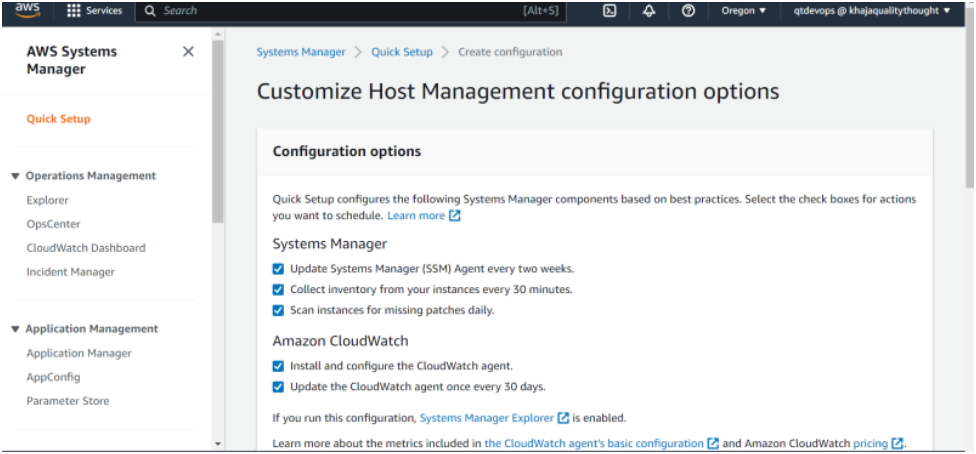 aws
Services
Search
[Alt+S]
Oregon
qtdevops @ khajaqualitythought
AWS Systems
Manager
Quick Setup
Operations Management
Explorer
OpsCenter
CloudWatch Dashboard
Incident Manager
Application Management
Application Manager
AppConfig
Parameter Store
Systems Manager > Quick Setup > Create configuration
Customize Host Management configuration options
Configuration options
Quick Setup configures the following Systems Manager components based on best practices. Select the check boxes for actions
you want to schedule. Learn more
Systems Manager
Update Systems Manager (SSM) Agent every two weeks.
Collect inventory from your instances every 30 minutes.
Scan instances for missing patches daily.
Amazon CloudWatch
Install and configure the CloudWatch agent.
Update the CloudWatch agent once every 30 days.
If you run this configuration, Systems Manager Explorer is enabled.
Learn more about the metrics included in the CloudWatch agent's basic configuration and Amazon CloudWatch pricing.